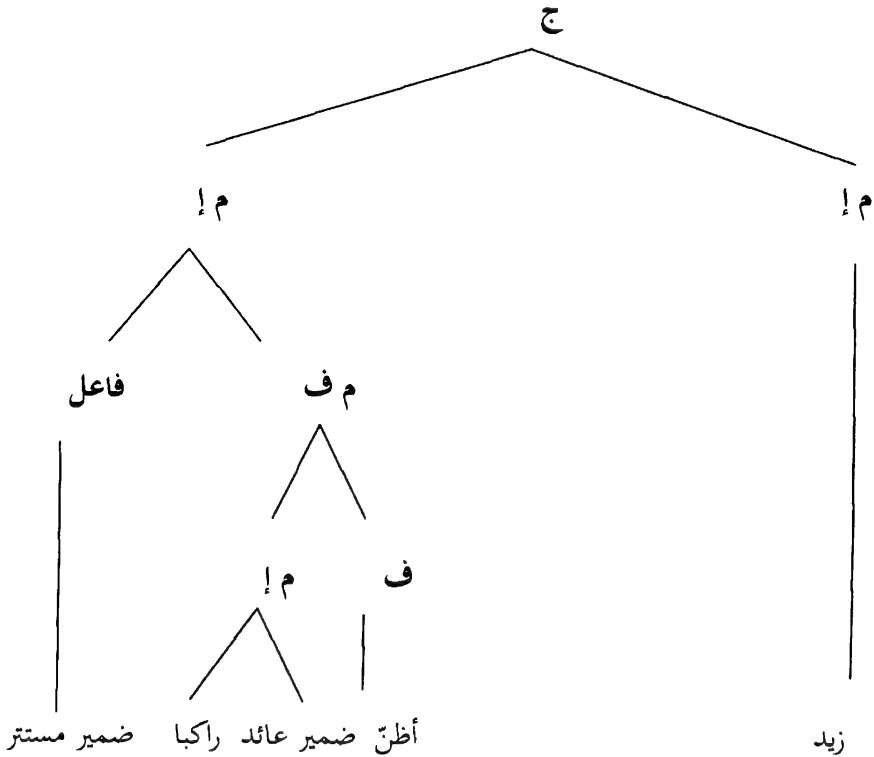 ج
م إ م إ
م ف فاعل
ف م إ
زيد أظنّ ضمير عائد راكبا ضمير مستتر